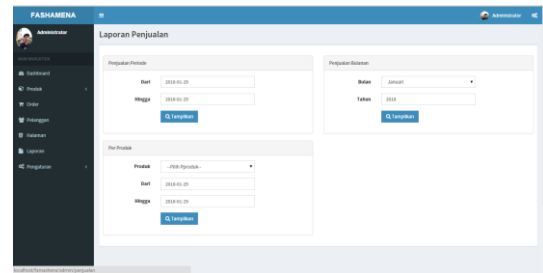 FASHAMENA
Administrator
Administrator
Laporan Penjualan
Dashboard
Produk
Order
Pelanggan
Halaman
Laporan
Pengaturan
Penjualan Periode
Dari 2018-01-29
Hingga 2018-01-29
Tampilkan
Penjualan Bulanan
Bulan Januari
Tahun 2018
Tampilkan
Per Produk
Produk --Pilih Pproduk--
Dari 2018-01-29
Hingga 2018-01-29
Tampilkan